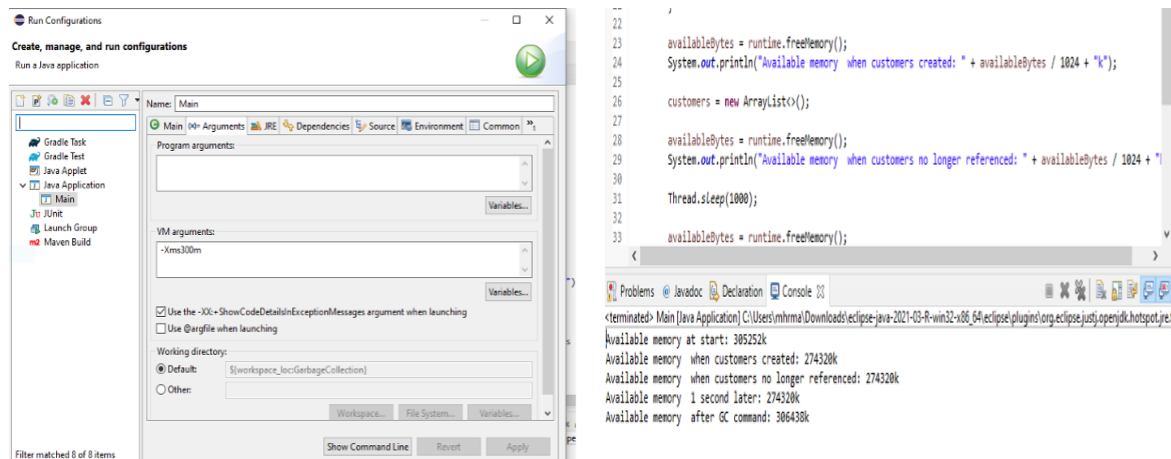 Run Configurations
Create, manage, and run configurations
Run a Java application
Name: Main
Main (x)= Arguments JRE Dependencies Source Environment Common »1
Gradle Task
Gradle Test
Java Applet
Java Application
Main
JUnit
Launch Group
m2 Maven Build
Filter matched 8 of 8 items
Program arguments:
Variables...
VM arguments:
-Xms300m
Variables...
Use the -XX:+ShowCodeDetailsInExceptionMessages argument when launching
Use @argfile when launching
Working directory:
Default: ${workspace_loc:GarbageCollection}
Other:
Workspace... File System... Variables...
Show Command Line Revert Apply
22
23 availableBytes = runtime.freeMemory();
24 System.out.println("Available memory when customers created: " + availableBytes / 1024 + "k");
25
26 customers = new ArrayList<>();
27
28 availableBytes = runtime.freeMemory();
29 System.out.println("Available memory when customers no longer referenced: " + availableBytes / 1024 + "
30
31 Thread.sleep(1000);
32
33 availableBytes = runtime.freeMemory();
Problems @ Javadoc Declaration Console
<terminated> Main [Java Application] C:\Users\mhrma\Downloads\eclipse-java-2021-03-R-win32-x86_64\eclipse\plugins\org.eclipse.justj.openjdk.hotspot.jre.
Available memory at start: 305252k
Available memory when customers created: 274320k
Available memory when customers no longer referenced: 274320k
Available memory 1 second later: 274320k
Available memory after GC command: 306438k